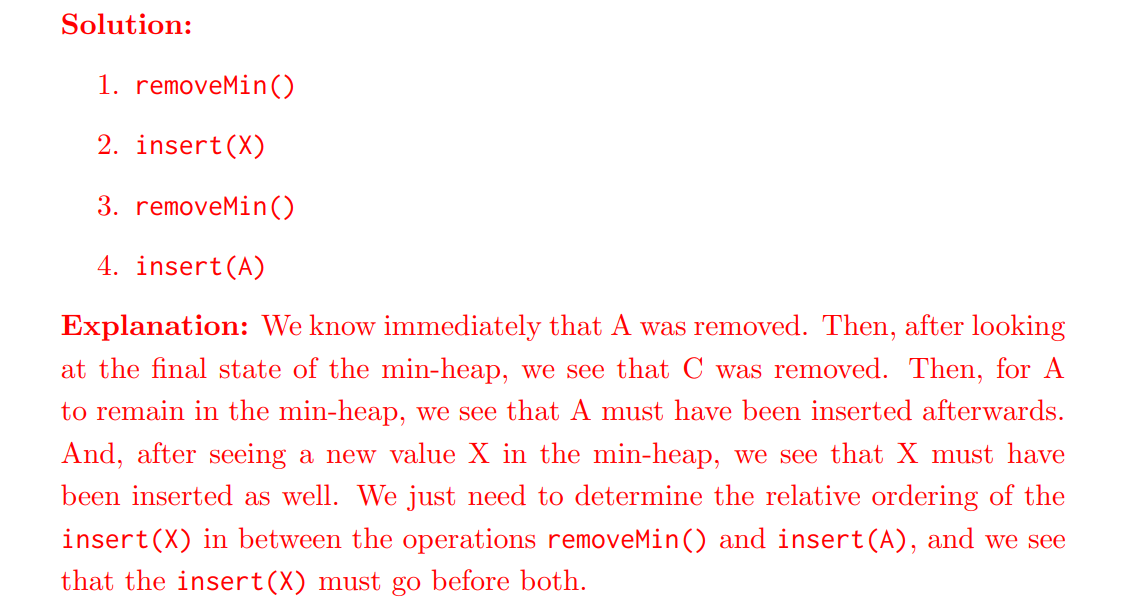 Solution:
1. removeMin()
2. insert(X)
3. removeMin()
4. insert(A)
Explanation: We know immediately that A was removed. Then, after looking
at the final state of the min-heap, we see that C was removed. Then, for A
to remain in the min-heap, we see that A must have been inserted afterwards.
And, after seeing a new value X in the min-heap, we see that X must have
been inserted as well. We just need to determine the relative ordering of the
insert(X) in between the operations removeMin() and insert(A), and we see
that the insert(X) must go before both.